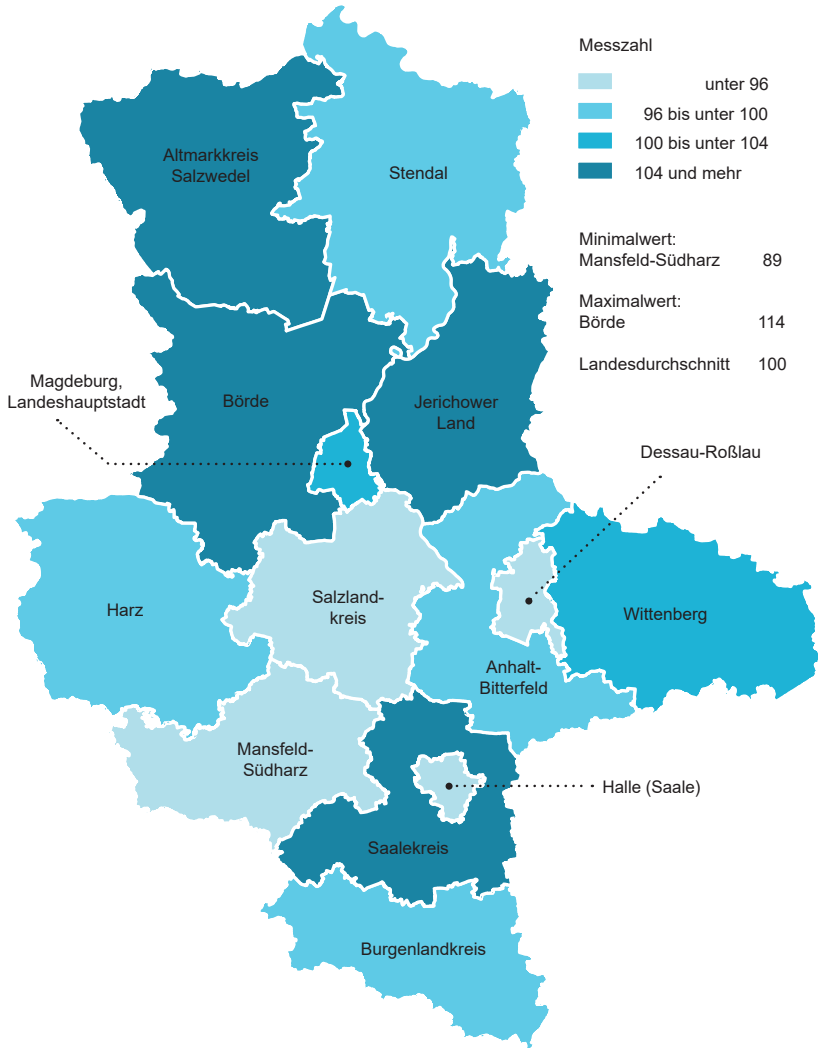 Messzahl
unter 96
96 bis unter 100
100 bis unter 104
104 und mehr
Minimalwert:
Mansfeld-Südharz 89
Maximalwert:
Börde 114
Landesdurchschnitt 100
Altmarkkreis
Salzwedel
Stendal
Magdeburg,
Landeshauptstadt
Börde
Jerichower
Land
Dessau-Roßlau
Harz
Salzland-
kreis
Wittenberg
Anhalt-
Bitterfeld
Mansfeld-
Südharz
Halle (Saale)
Saalekreis
Burgenlandkreis